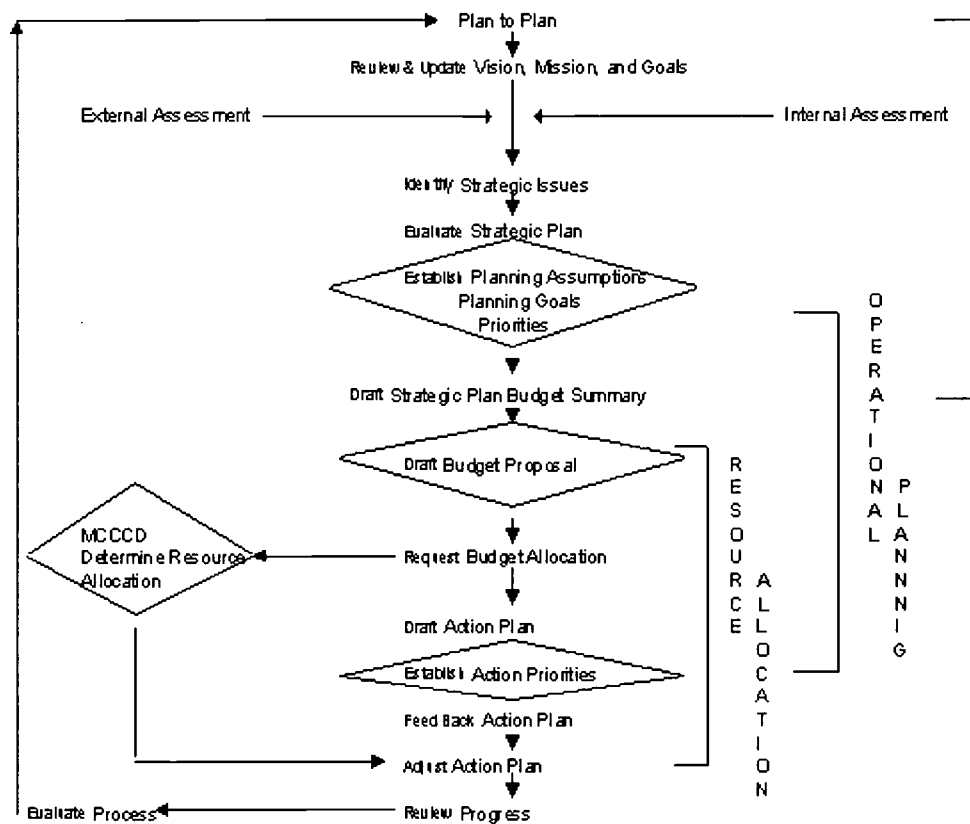 Plan to Plan
Review & Update Vision, Mission, and Goals
External Assessment
Internal Assessment
Identify Strategic Issues
Evaluate Strategic Plan
Establish Planning Assumptions
Planning Goals
Priorities
Draft Strategic Plan Budget Summary
Draft Budget Proposal
MCCCD
Determine Resource
Allocation
Request Budget Allocation
Draft Action Plan
Establish Action Priorities
Feed Back Action Plan
Adjust Action Plan
Evaluate Process
Review Progress
RESOURCE
ALLOCATION
OPERATIONAL
PLANNNIG